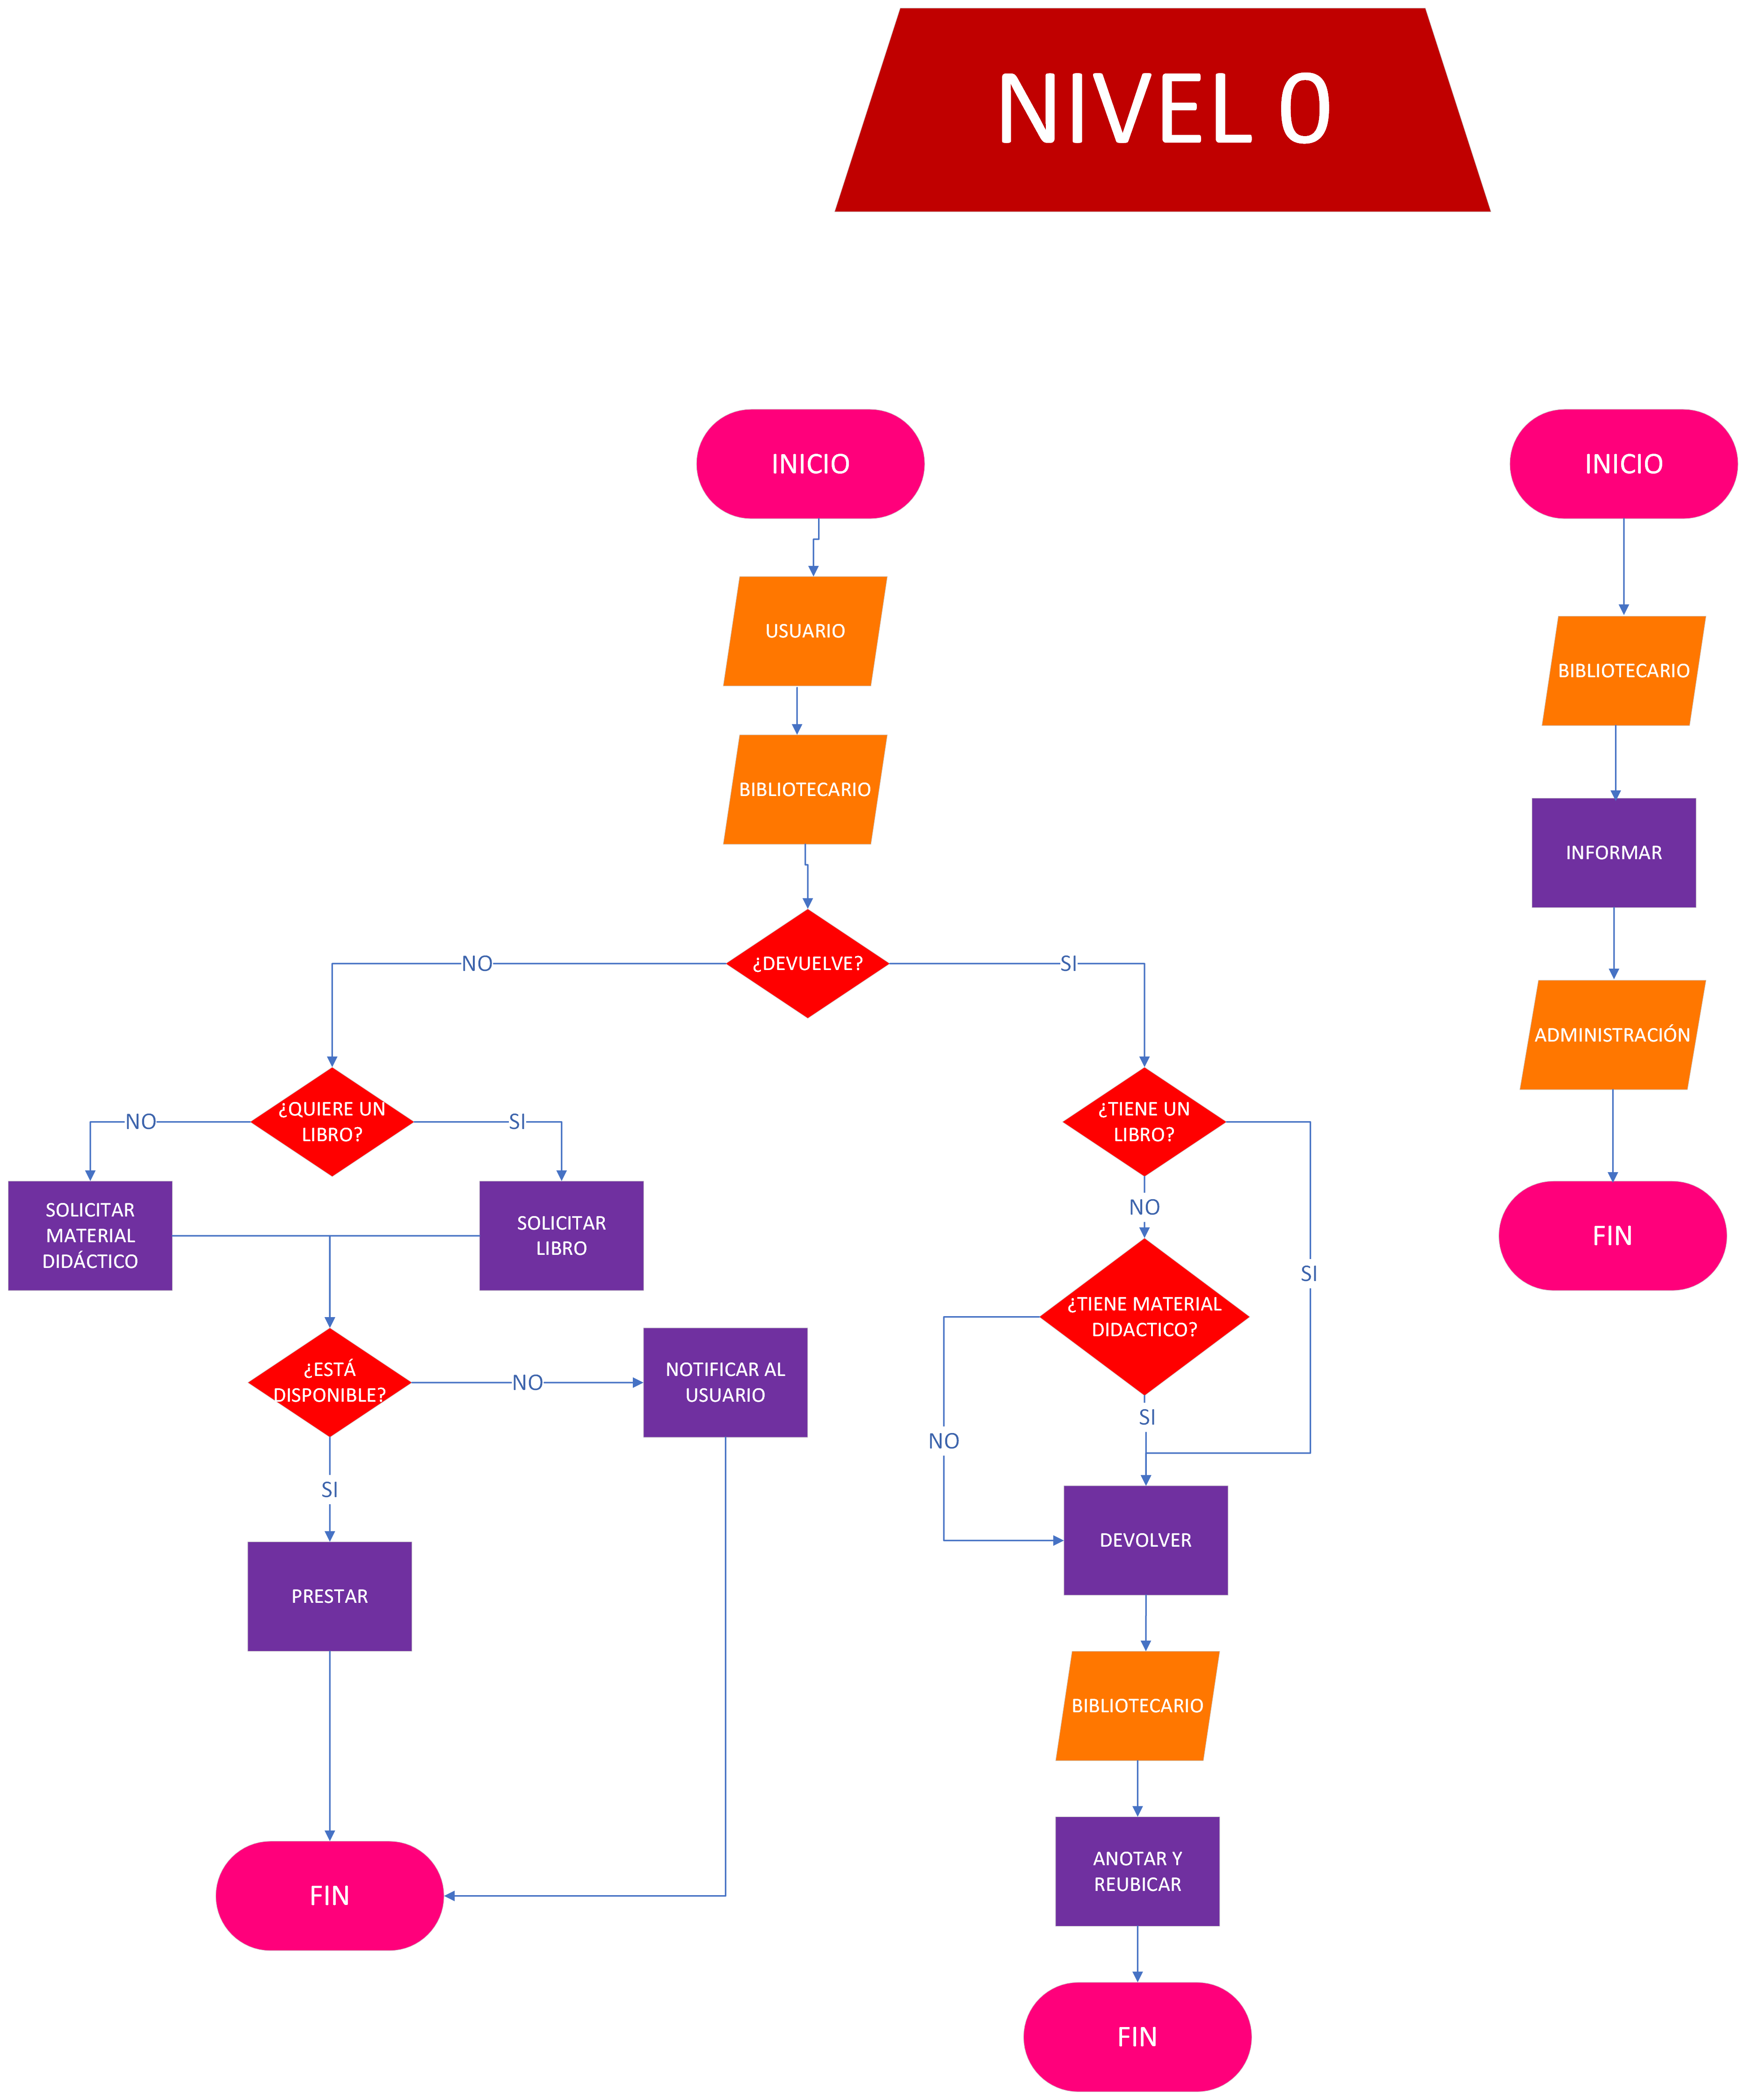 NIVEL 0
INICIO
INICIO
USUARIO
BIBLIOTECARIO
BIBLIOTECARIO
INFORMAR
¿DEVUELVE?
NO
SI
ADMINISTRACIÓN
¿QUIERE UN
LIBRO?
NO
SI
¿TIENE UN
LIBRO?
NO
SI
SOLICITAR
MATERIAL
DIDÁCTICO
SOLICITAR
LIBRO
FIN
¿TIENE MATERIAL
DIDACTICO?
¿ESTÁ
DISPONIBLE?
NO
NOTIFICAR AL
USUARIO
SI
NO
SI
DEVOLVER
PRESTAR
BIBLIOTECARIO
ANOTAR Y
REUBICAR
FIN
FIN